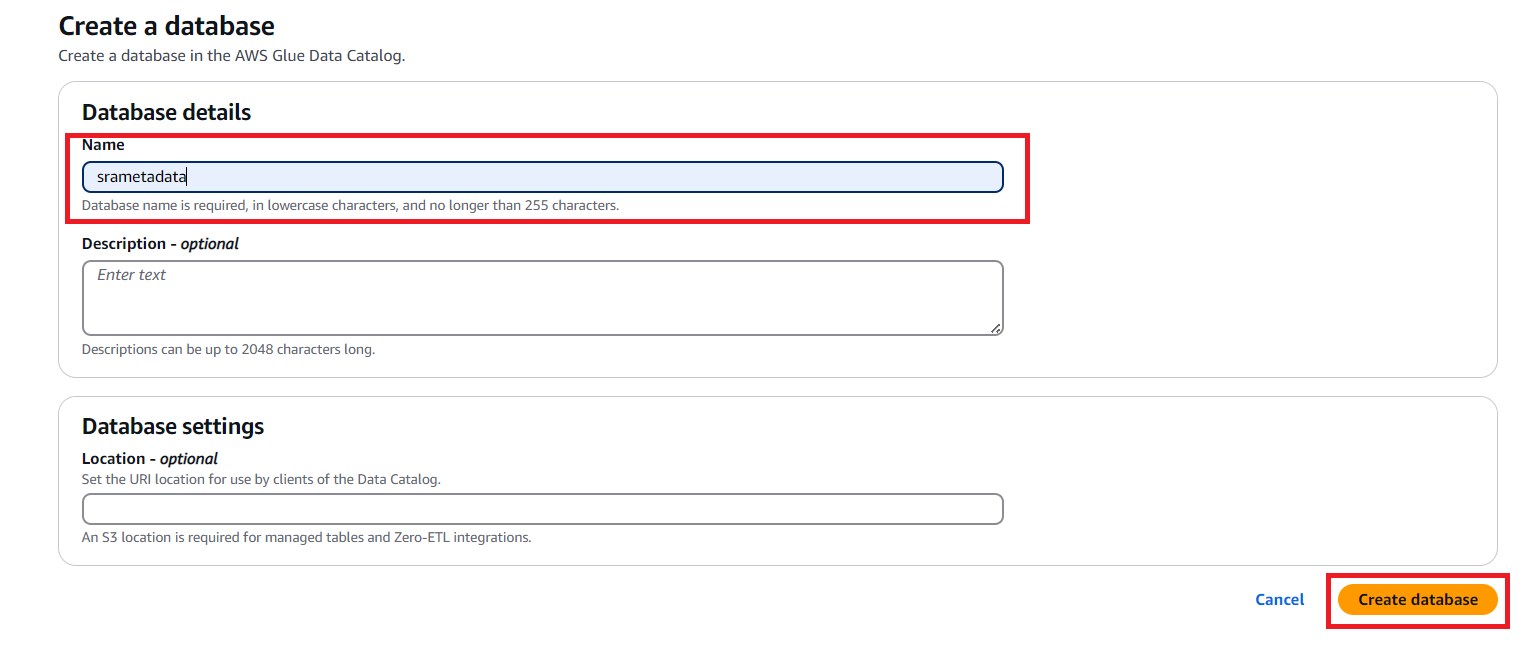 Create a database
Create a database in the AWS Glue Data Catalog.
Database details
Name
srametadata
Database name is required, in lowercase characters, and no longer than 255 characters.
Description - optional
Enter text
Descriptions can be up to 2048 characters long.
Database settings
Location - optional
Set the URI location for use by clients of the Data Catalog.
An S3 location is required for managed tables and Zero-ETL integrations.
Cancel
Create database